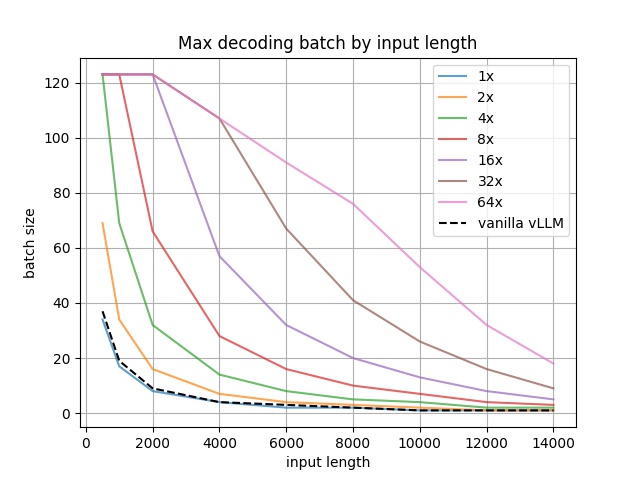 Max decoding batch by input length
120
100
80
60
40
20
0
batch size
1x
2x
4x
8x
16x
32x
64x
vanilla vLLM
0 2000 4000 6000 8000 10000 12000 14000
input length